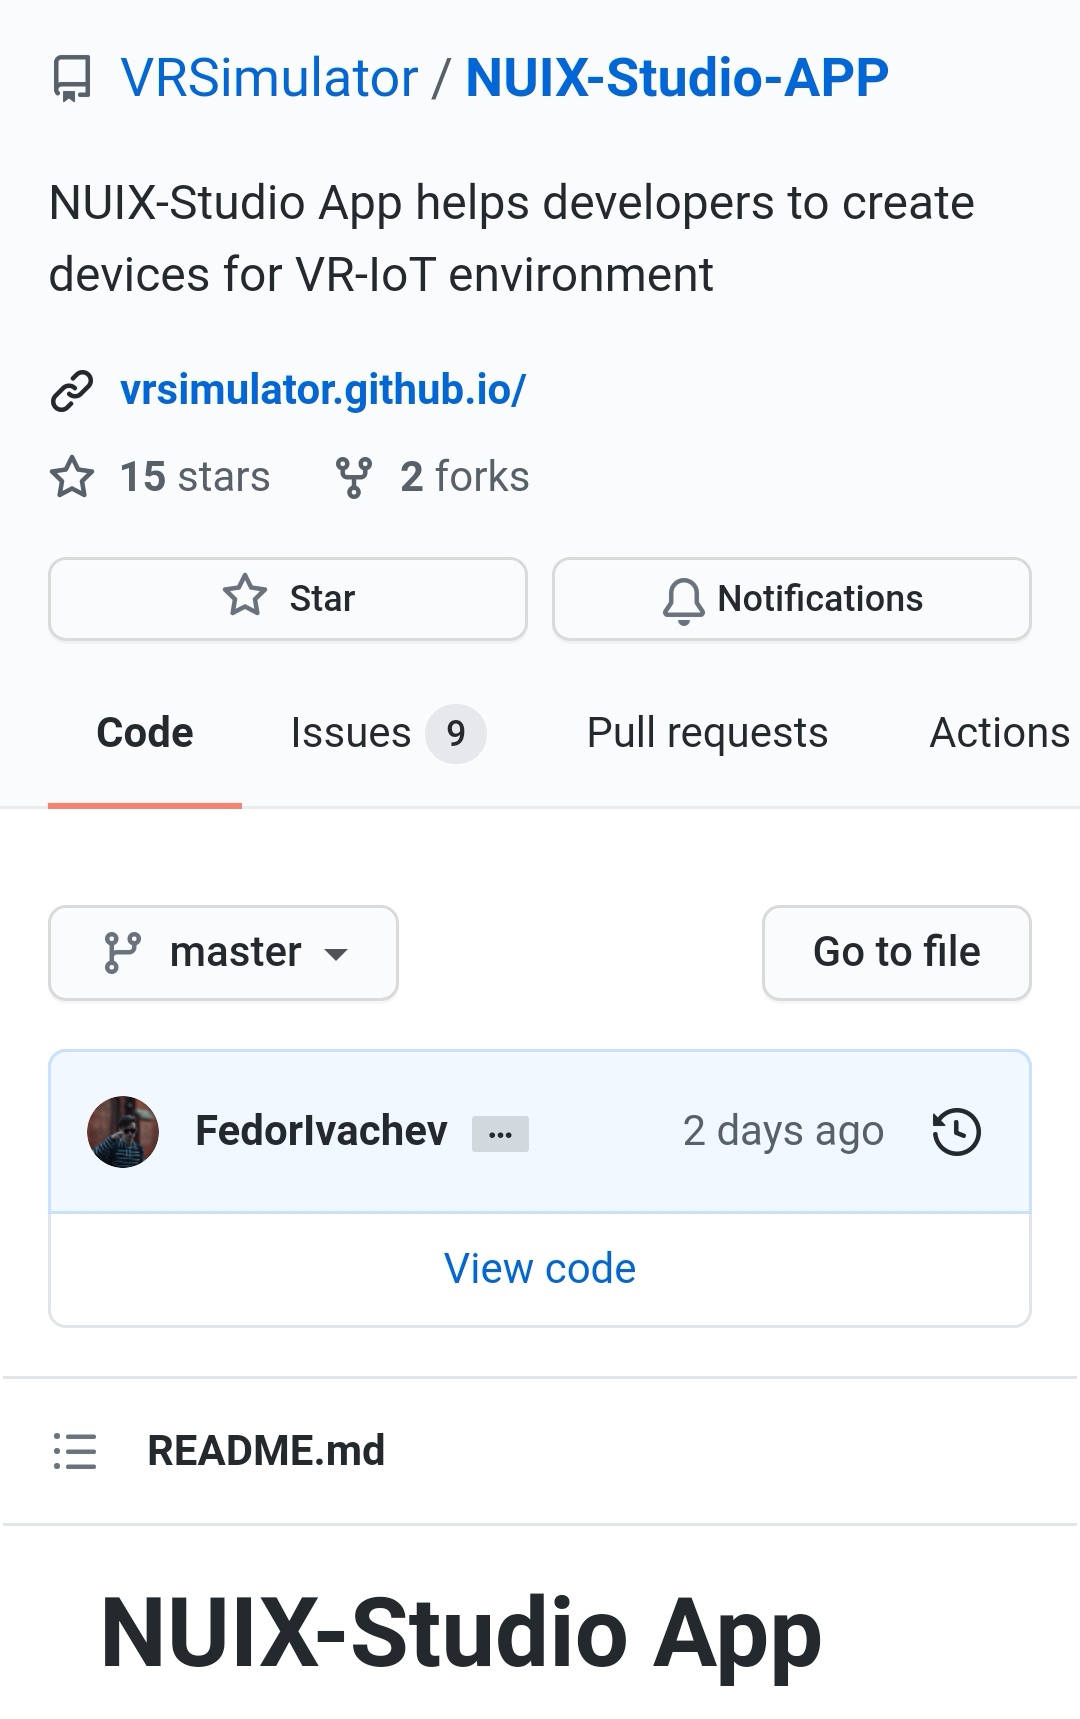 VRSimulator / NUIX-Studio-APP
NUIX-Studio App helps developers to create
devices for VR-IoT environment
vrsimulator.github.io/
15 stars 2 forks
Star Notifications
Code Issues 9 Pull requests Actions
master Go to file
FedorIvachev ... 2 days ago
View code
README.md
NUIX-Studio App